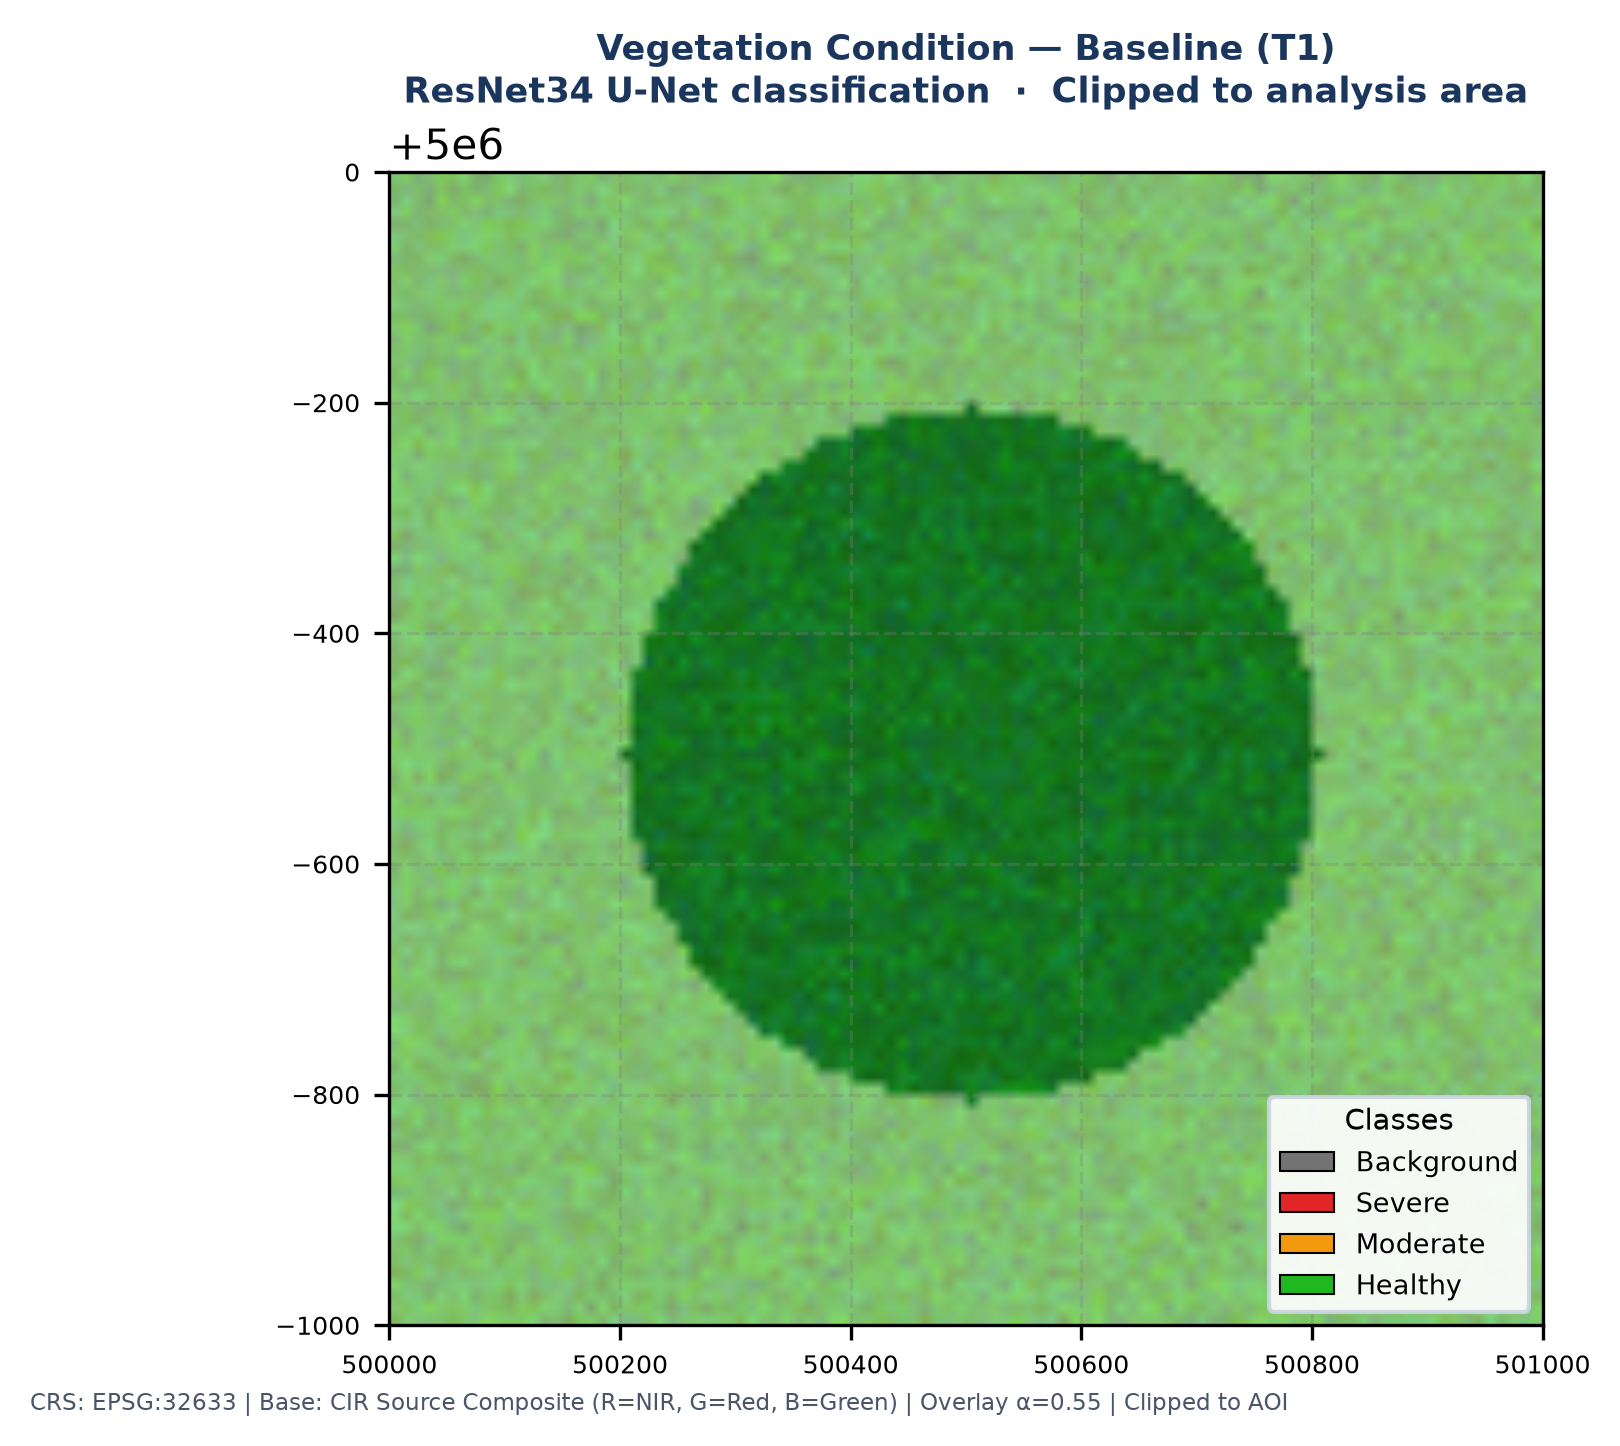 Vegetation Condition — Baseline (T1)
ResNet34 U-Net classification · Clipped to analysis area
+5e6
0
−200
−400
−600
−800
−1000
Classes
Background
Severe
Moderate
Healthy
500000 500200 500400 500600 500800 501000
CRS: EPSG:32633 | Base: CIR Source Composite (R=NIR, G=Red, B=Green) | Overlay α=0.55 | Clipped to AOI